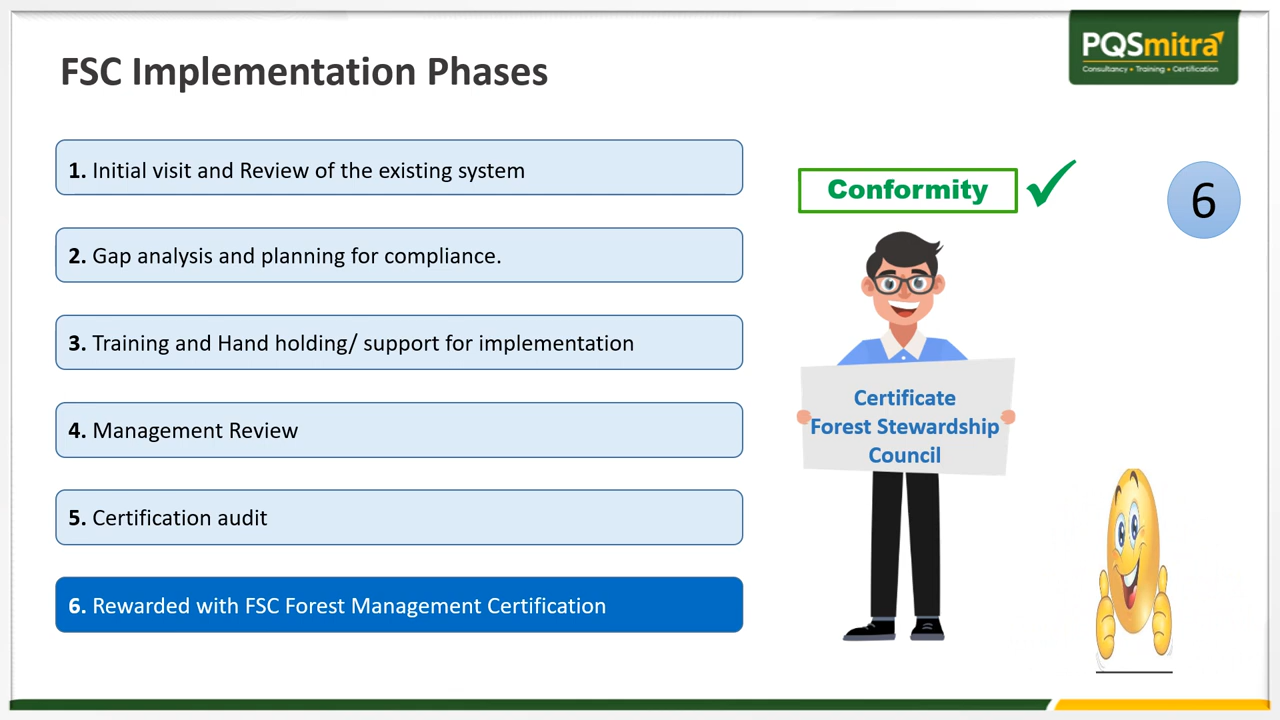 FSC Implementation Phases
PQSmitra
Consultancy • Training • Certification
1. Initial visit and Review of the existing system
2. Gap analysis and planning for compliance.
3. Training and Hand holding/ support for implementation
4. Management Review
5. Certification audit
6. Rewarded with FSC Forest Management Certification
Conformity
6
Certificate
Forest Stewardship
Council